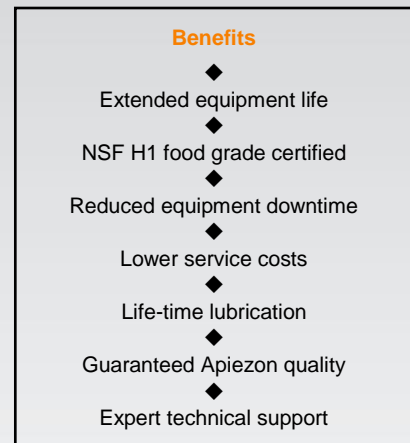 Benefits
Extended equipment life
NSF H1 food grade certified
Reduced equipment downtime
Lower service costs
Life-time lubrication
Guaranteed Apiezon quality
Expert technical support